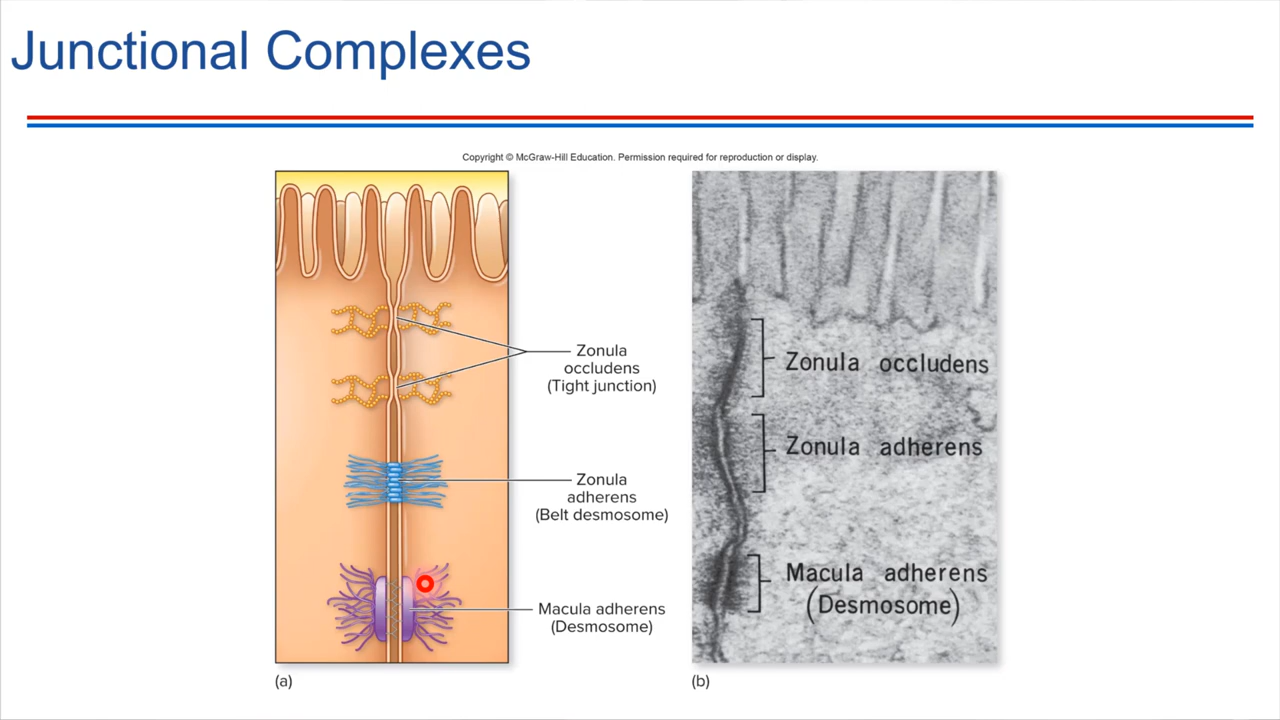 Junctional Complexes
Copyright © McGraw-Hill Education. Permission required for reproduction or display.
Zonula
occludens
(Tight junction)
Zonula
adherens
(Belt desmosome)
Macula adherens
(Desmosome)
(a)
Zonula occludens
Zonula adherens
Macula adherens
(Desmosome)
(b)